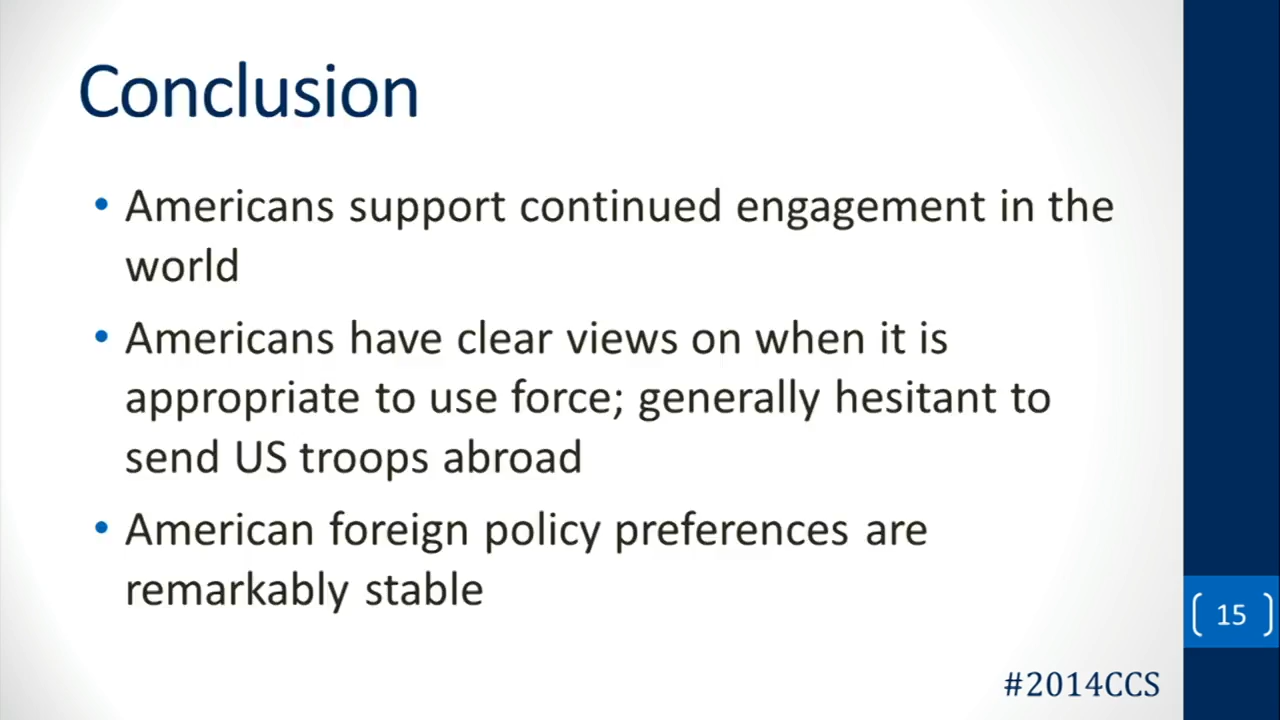 Conclusion
• Americans support continued engagement in the
world
• Americans have clear views on when it is
appropriate to use force; generally hesitant to
send US troops abroad
• American foreign policy preferences are
remarkably stable
[ 15 ]
#2014CCS